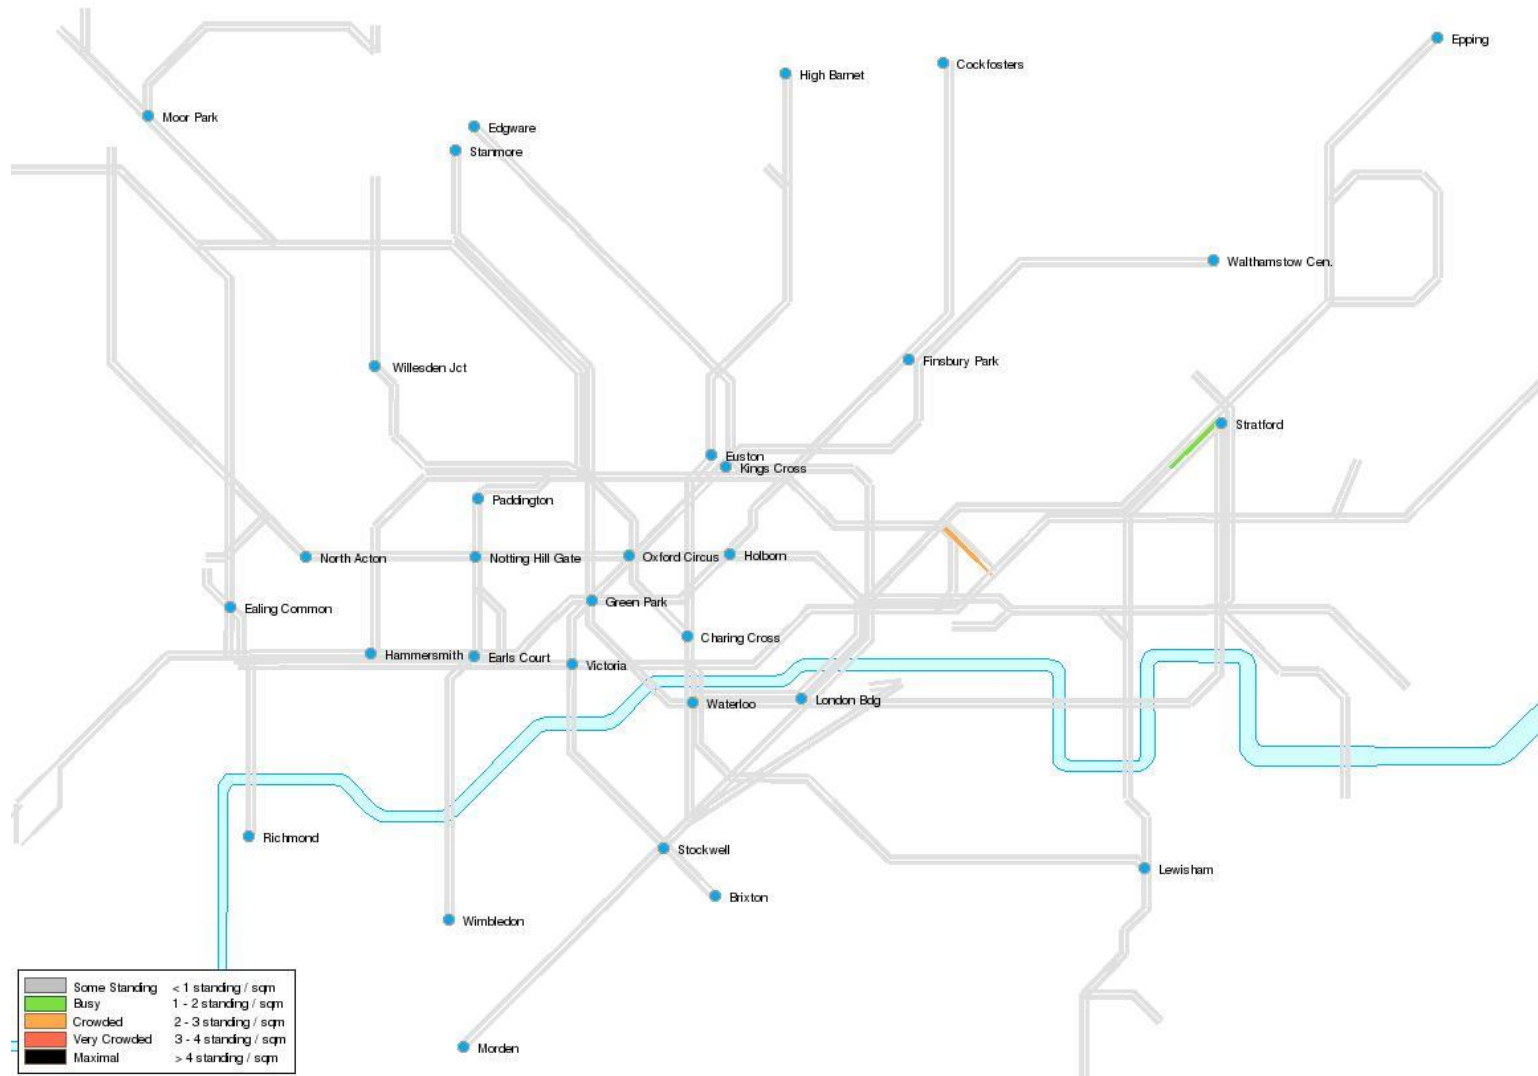 Epping
Cockfosters
High Barnet
Moor Park
Edgware
Stanmore
Walthamstow Cen.
Finsbury Park
Willesden Jct
Stratford
Euston
Kings Cross
Paddington
North Acton
Notting Hill Gate
Oxford Circus
Holborn
Green Park
Ealing Common
Charing Cross
Hammersmith
Earls Court
Victoria
Waterloo
London Bdg
Richmond
Stockwell
Lewisham
Brixton
Wimbledon
Morden
Some Standing < 1 standing / sqm
Busy 1 - 2 standing / sqm
Crowded 2 - 3 standing / sqm
Very Crowded 3 - 4 standing / sqm
Maximal > 4 standing / sqm